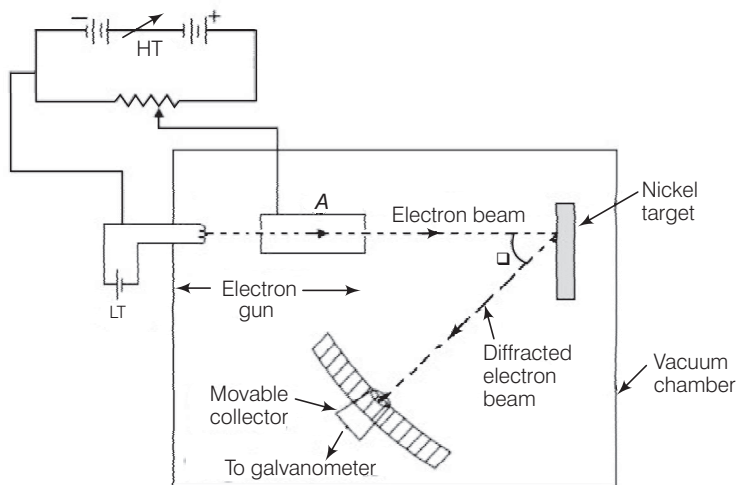 − +
HT
A
Electron beam
Nickel
target
LT
Electron
gun
Diffracted
electron
beam
Vacuum
chamber
Movable
collector
To galvanometer